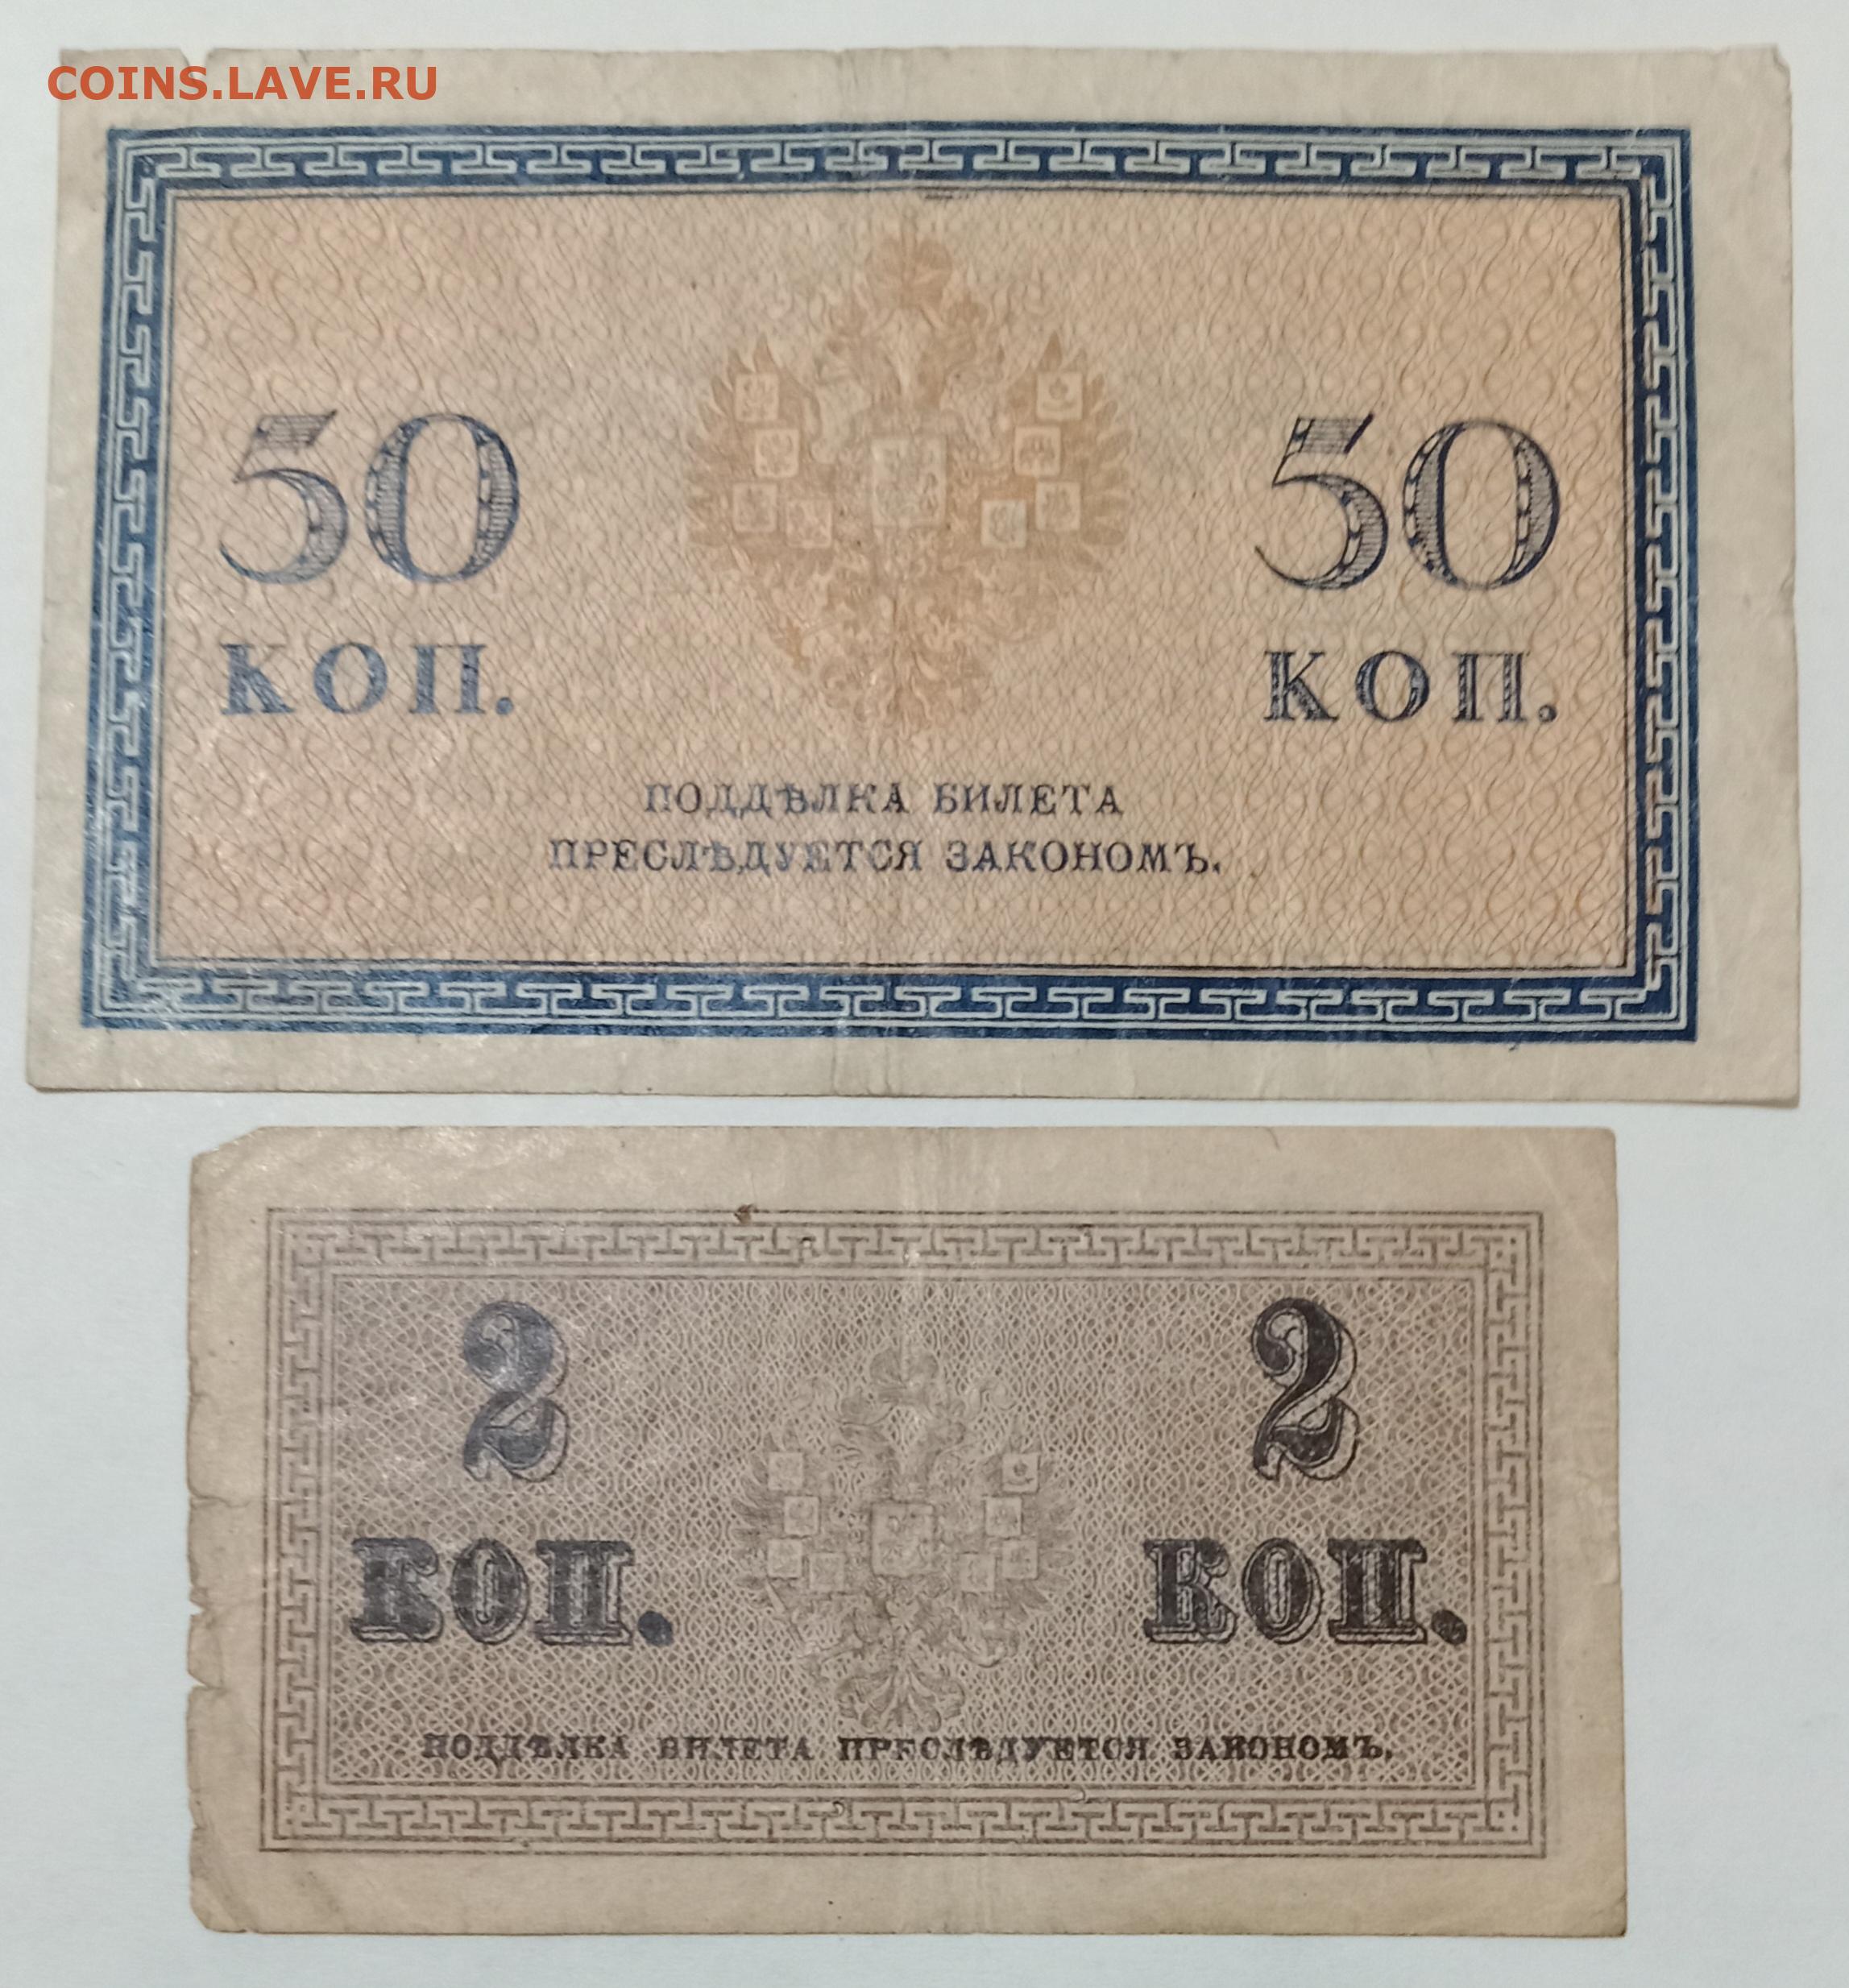 COINS.LAVE.RU
50 50
КОП. КОП.
ПОДДѢЛКА БИЛЕТА
ПРЕСЛѢДУЕТСЯ ЗАКОНОМЪ.
2 2
КОП. КОП.
ПОДДѢЛКА БИЛЕТА ПРЕСЛѢДУЕТСЯ ЗАКОНОМЪ.